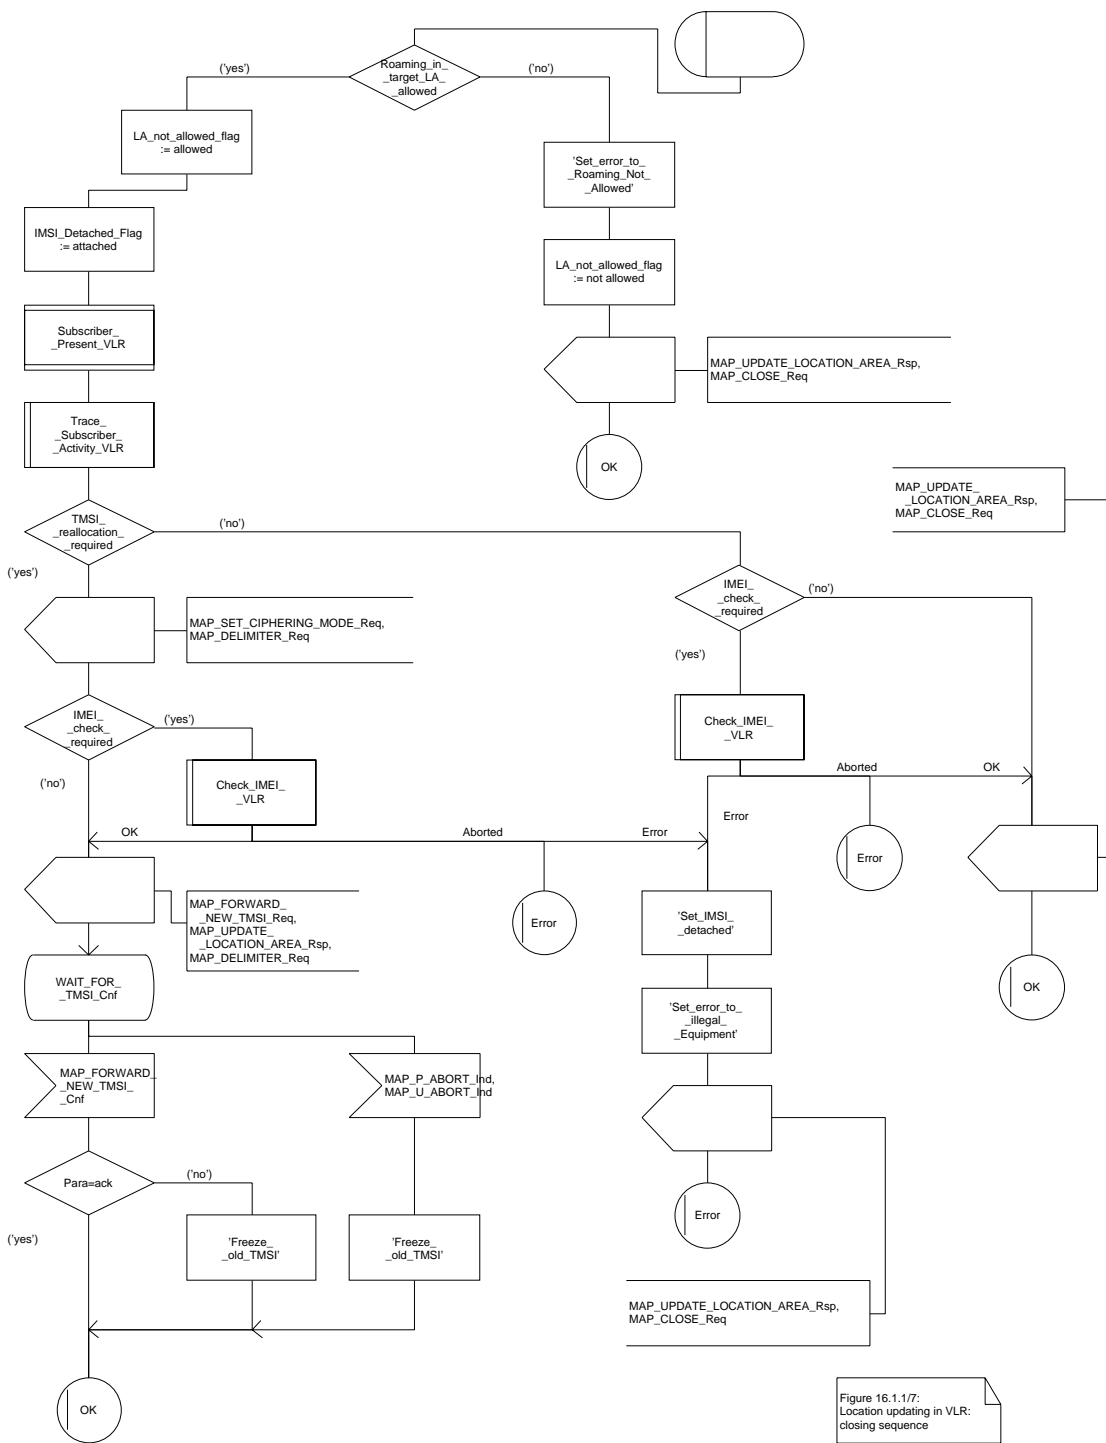 Roaming_in_
_target_LA_
_allowed
('yes')
('no')
LA_not_allowed_flag
:= allowed
'Set_error_to_
_Roaming_Not_
_Allowed'
IMSI_Detached_Flag
:= attached
LA_not_allowed_flag
:= not allowed
Subscriber_
_Present_VLR
MAP_UPDATE_LOCATION_AREA_Rsp,
MAP_CLOSE_Req
Trace_
_Subscriber_
_Activity_VLR
OK
MAP_UPDATE_
_LOCATION_AREA_Rsp,
MAP_CLOSE_Req
TMSI_
_reallocation_
_required
('no')
('yes')
IMEI_
_check_
_required
('no')
('yes')
MAP_SET_CIPHERING_MODE_Req,
MAP_DELIMITER_Req
IMEI_
_check_
_required
('yes')
('no')
Check_IMEI_
_VLR
Aborted
OK
Error
Check_IMEI_
_VLR
OK
Aborted
Error
Error
MAP_FORWARD_
_NEW_TMSI_Req,
MAP_UPDATE_
_LOCATION_AREA_Rsp,
MAP_DELIMITER_Req
Error
'Set_IMSI_
_detached'
WAIT_FOR_
_TMSI_Cnf
OK
'Set_error_to_
_illegal_
_Equipment'
MAP_FORWARD_
_NEW_TMSI_
_Cnf
MAP_P_ABORT_Ind,
MAP_U_ABORT_Ind
Para=ack
('no')
('yes')
Error
'Freeze_
_old_TMSI'
'Freeze_
_old_TMSI'
MAP_UPDATE_LOCATION_AREA_Rsp,
MAP_CLOSE_Req
OK
Figure 16.1.1/7:
Location updating in VLR:
closing sequence